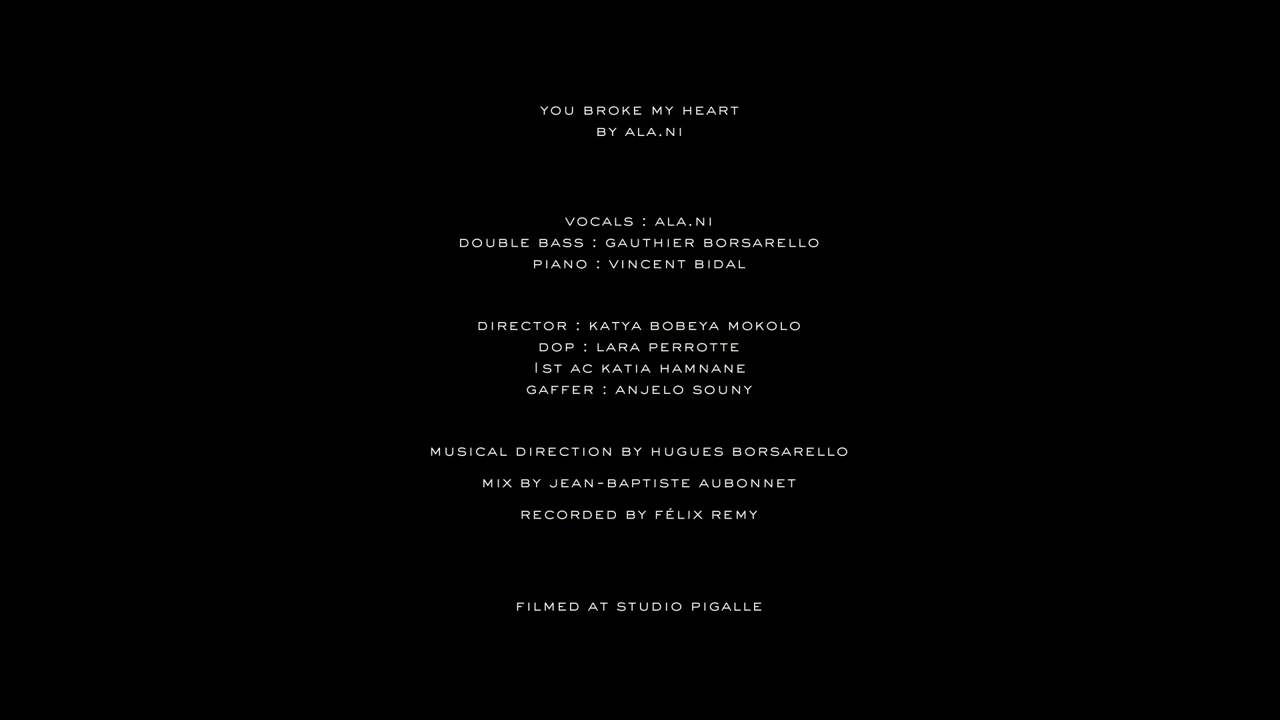 YOU BROKE MY HEART
BY ALA.NI
VOCALS : ALA.NI
DOUBLE BASS : GAUTHIER BORSARELLO
PIANO : VINCENT BIDAL
DIRECTOR : KATYA BOBEYA MOKOLO
DOP : LARA PERROTTE
1ST AC KATIA HAMNANE
GAFFER : ANJELO SOUNY
MUSICAL DIRECTION BY HUGUES BORSARELLO
MIX BY JEAN-BAPTISTE AUBONNET
RECORDED BY FÉLIX REMY
FILMED AT STUDIO PIGALLE